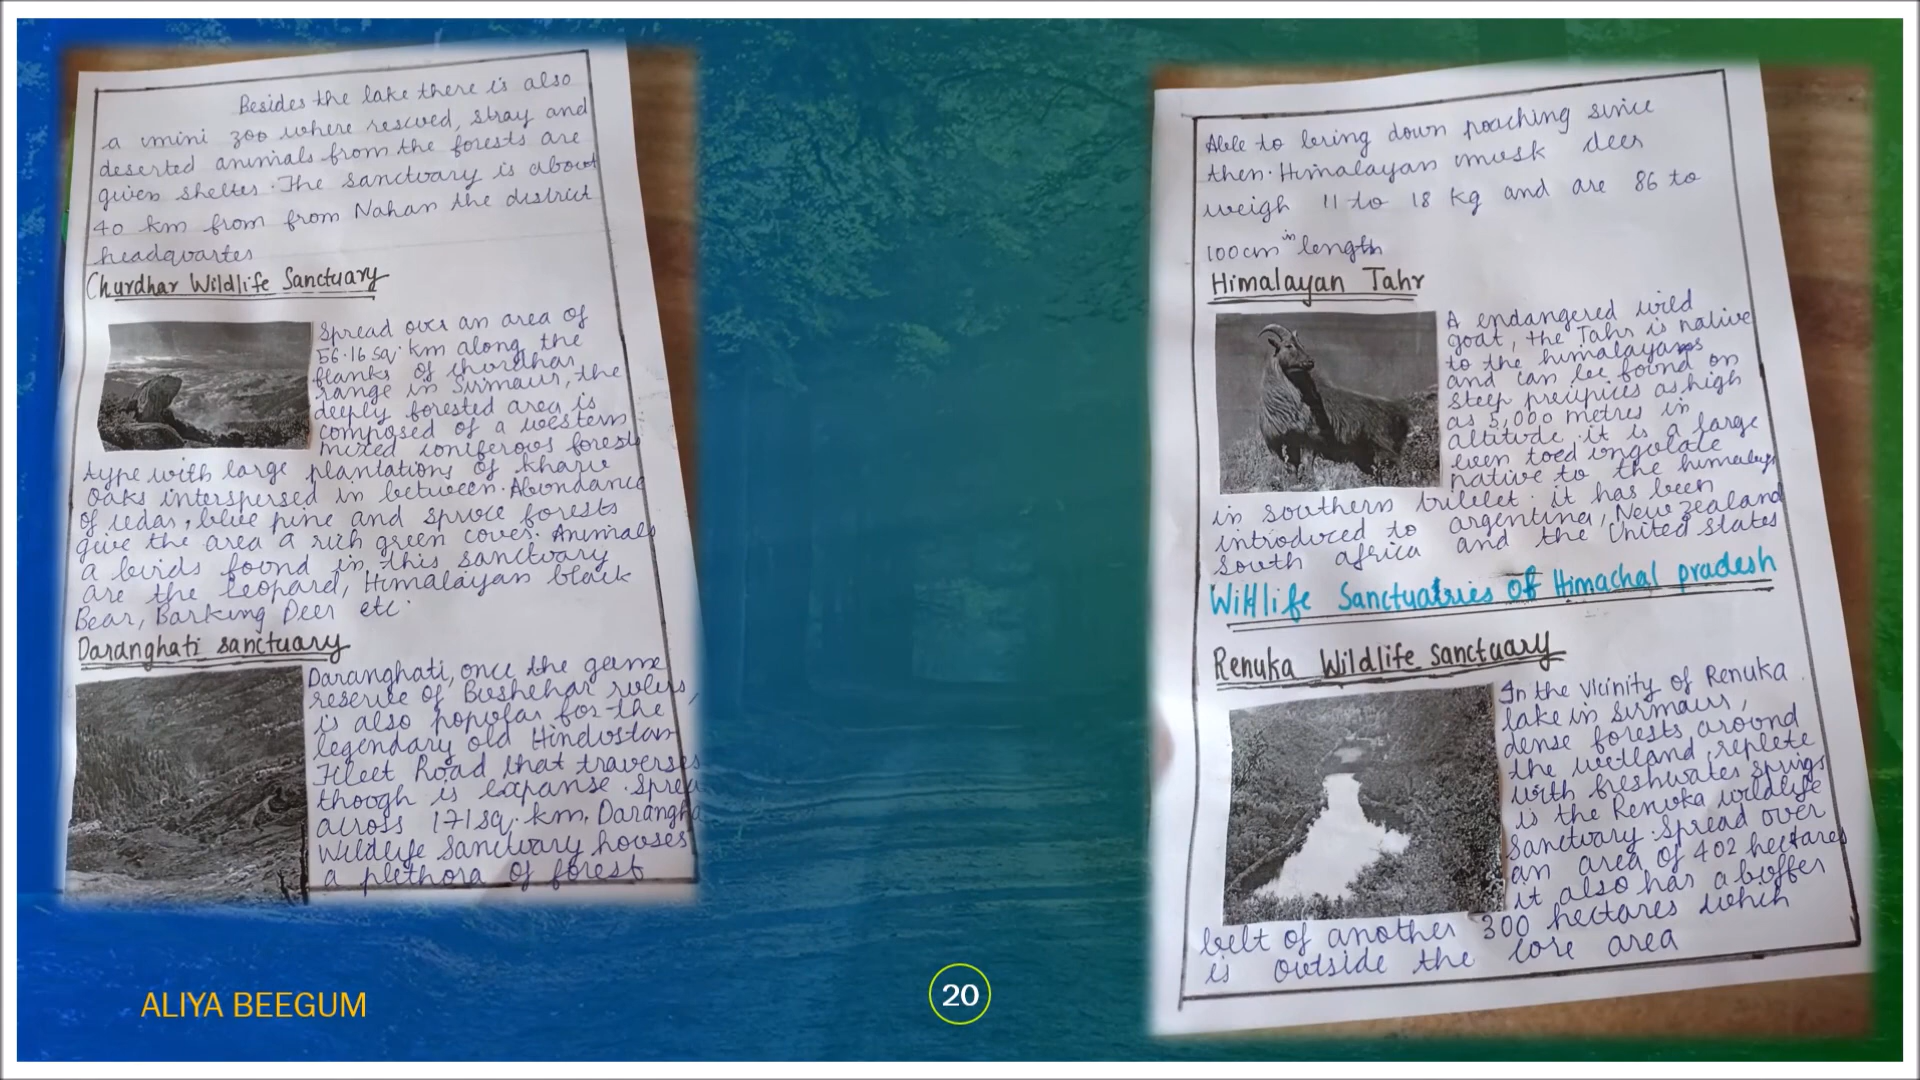 Besides the lake there is also
a mini zoo where rescued, stray and
deserted animals from the forests are
given shelter. The sanctuary is about
40 km from from Nahan the district
headquartes
Churdhar Wildlife Sanctuary
Spread over an area of
56.16 sq. km along the
flanks of churdhar
range in Sirmaur, the
deeply forested area is
composed of a western
mixed coniferous forests
type with large plantations of kharu
oaks interspersed in between. Abundance
of cedar, blue pine and spruce forests
give the area a rich green cover. Animals
a birds found in this sanctuary
are the leopard, Himalayan black
Bear, Barking Deer etc.
Daranghati sanctuary
Daranghati, once the game
reserve of Bushehar rulers,
is also popular for the
legendary old Hindustan
Tibet Road that traverses
though is expanse. Sprea
across 171 sq. km, Darangha
Wildlife Sanctuary houses
a plethora of forest
Able to bring down poaching since
then. Himalayan musk deer
weigh 11 to 18 kg and are 86 to
100cm in length
Himalayan Tahr
A endangered wild
goat, the Tahr is native
to the himalayans
and can be found on
steep precipices as high
as 5,000 metres in
altitude. it is a large
even toed ungulate
native to the himalays
in southern it has been
introduced to argentina, New zealand
South africa and the United States
Wildlife Sanctuatries Of Himachal pradesh
Renuka Wildlife sanctuary
In the vicinity of Renuka
lake in Sirmaur,
dense forests around
the wetland, replete
with freshwater springs
is the Renuka wildlife
Sanctuary. Spread over
an area of 402 hectares
it also has a buffer
belt of another 300 hectares which
is outside the core area
ALIYA BEEGUM
20